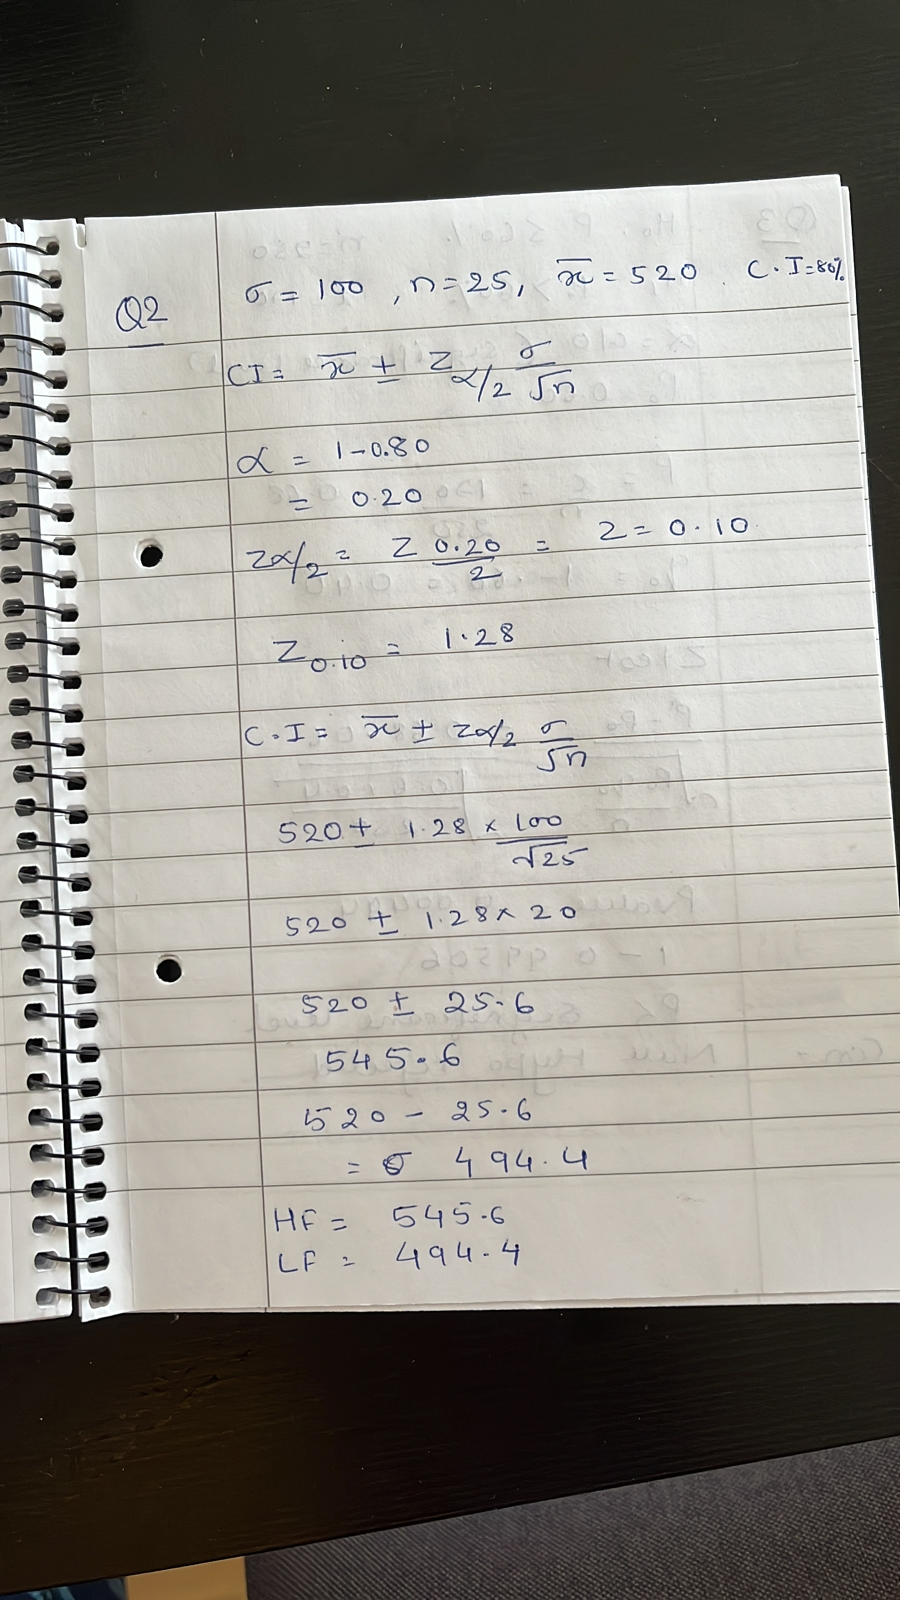 Q2
σ = 100 , n=25, x̄ = 520 . C.I=80%
CI = x̄ ± Z α/2 σ/√n
α = 1-0.80
= 0.20
Zα/2 = Z 0.20/2 = Z = 0.10.
Z 0.10 = 1.28
C.I = x̄ ± Zα/2 σ/√n
520 ± 1.28 × 100/√25
520 ± 1.28 × 20
520 ± 25.6
545.6
520 - 25.6
= 494.4
HF = 545.6
LF = 494.4